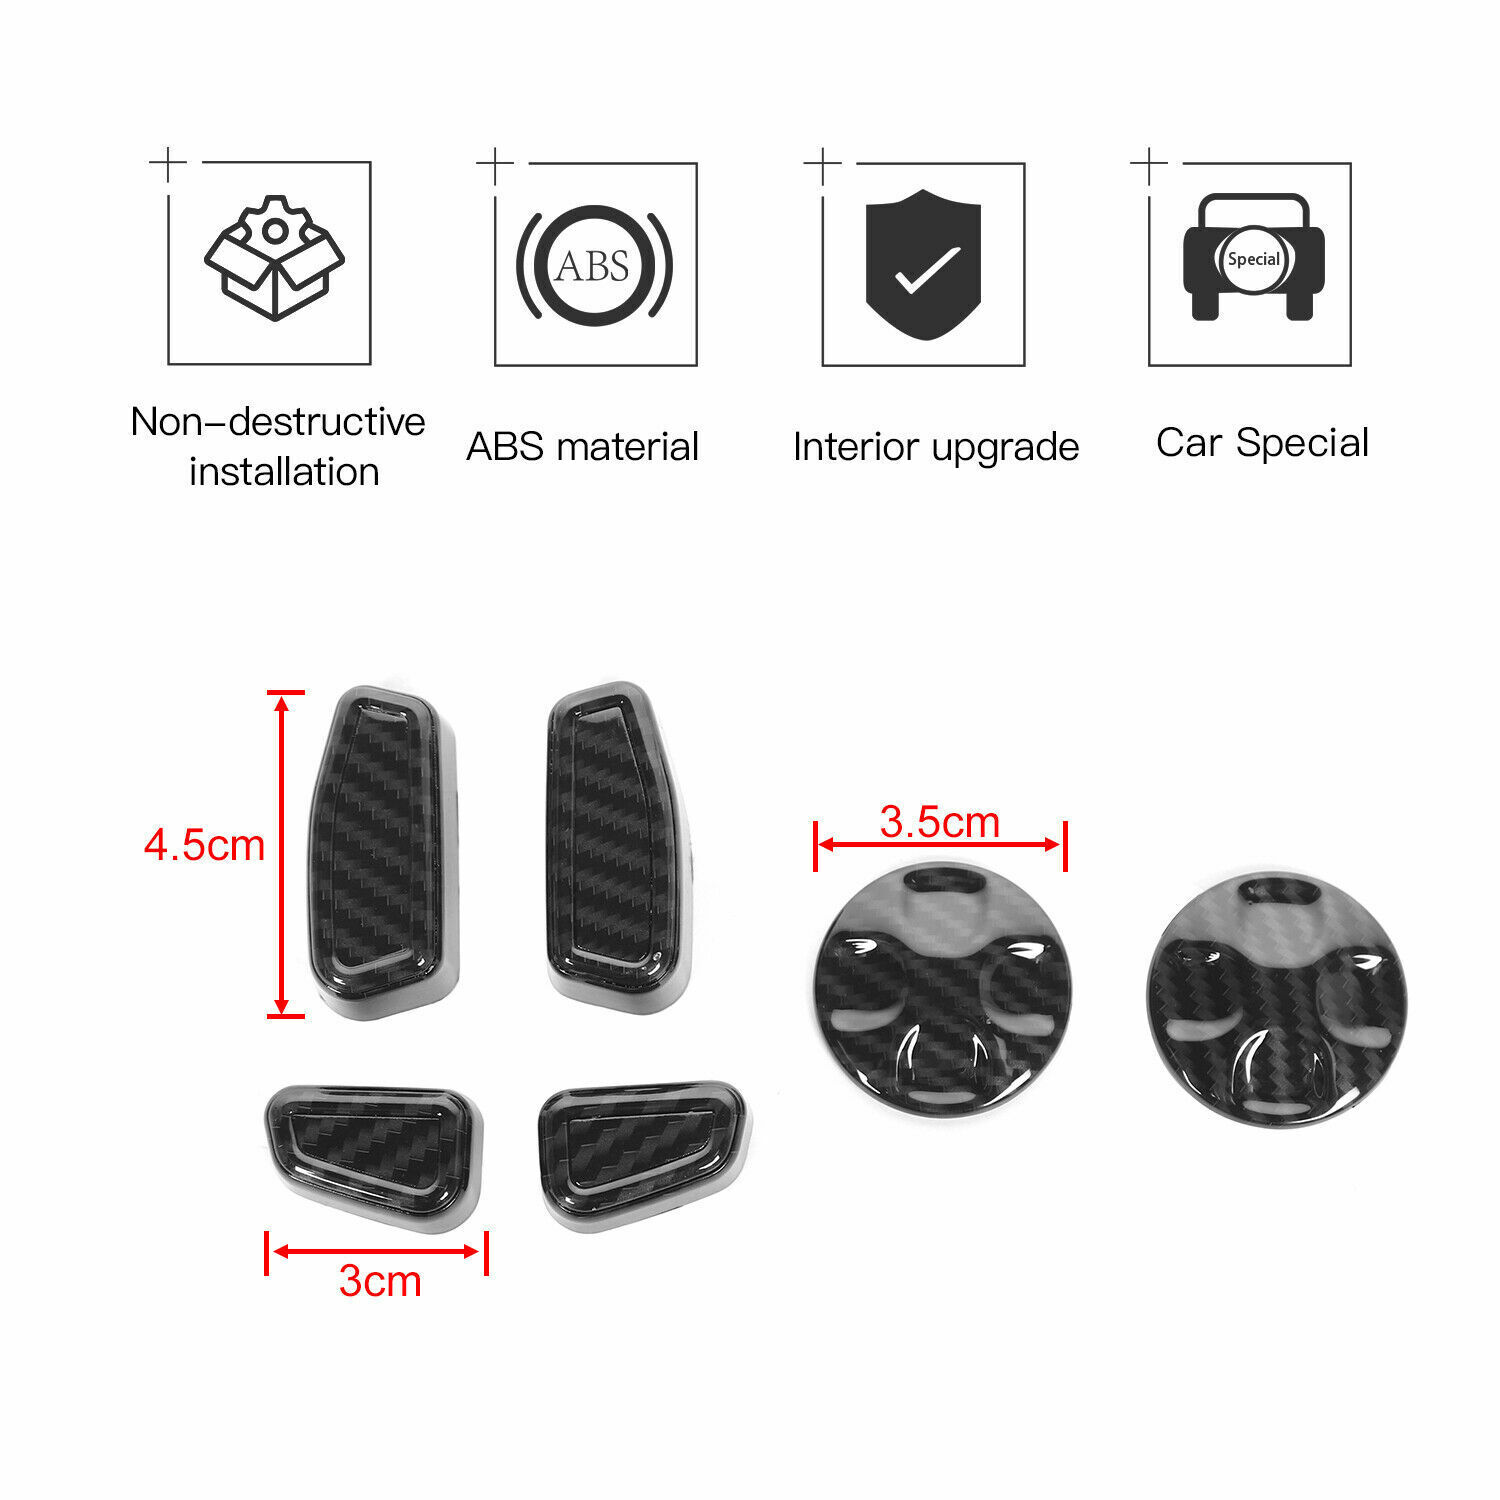 ABS
Special
Non-destructive
installation
ABS material
Interior upgrade
Car Special
4.5cm
3.5cm
3cm